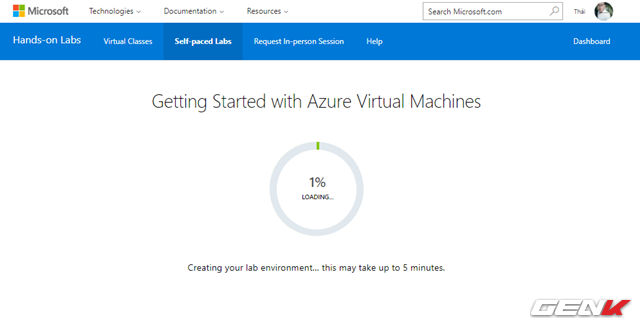 Microsoft Technologies Documentation Resources Search Microsoft.com Thái
Hands-on Labs Virtual Classes Self-paced Labs Request In-person Session Help Dashboard
Getting Started with Azure Virtual Machines
1%
LOADING...
Creating your lab environment... this may take up to 5 minutes.
GENK